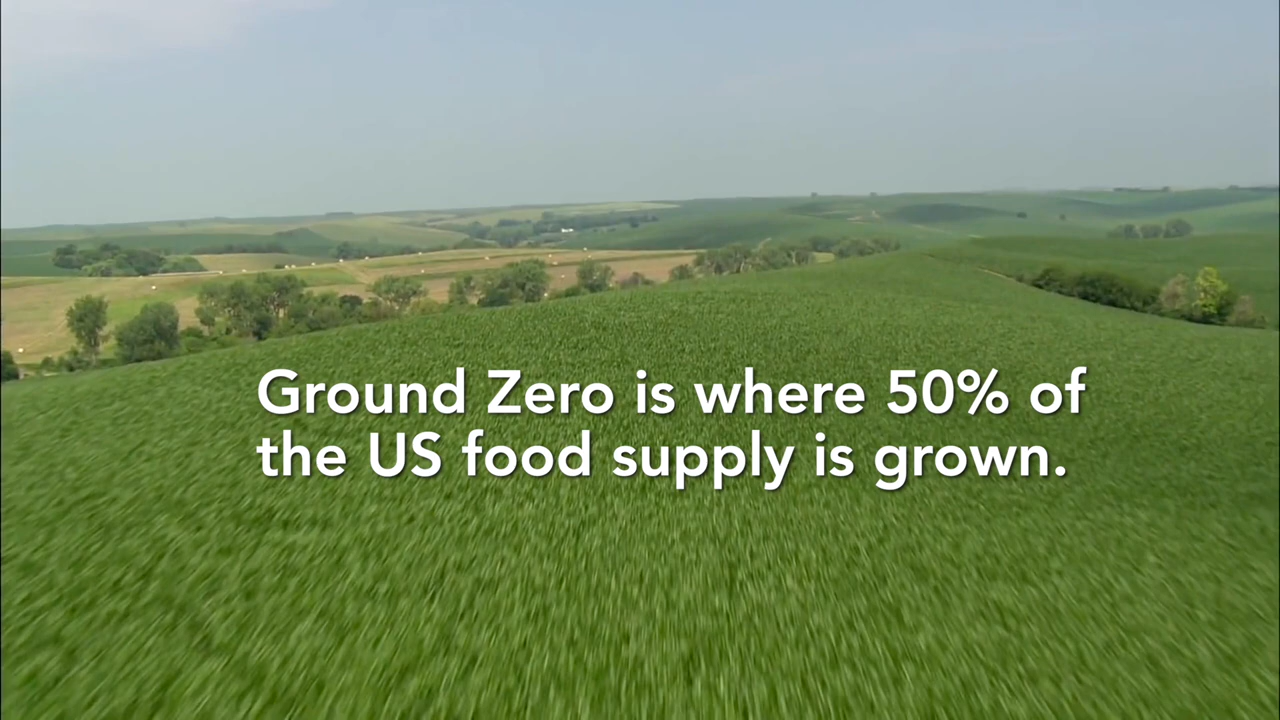 Ground Zero is where 50% of
the US food supply is grown.